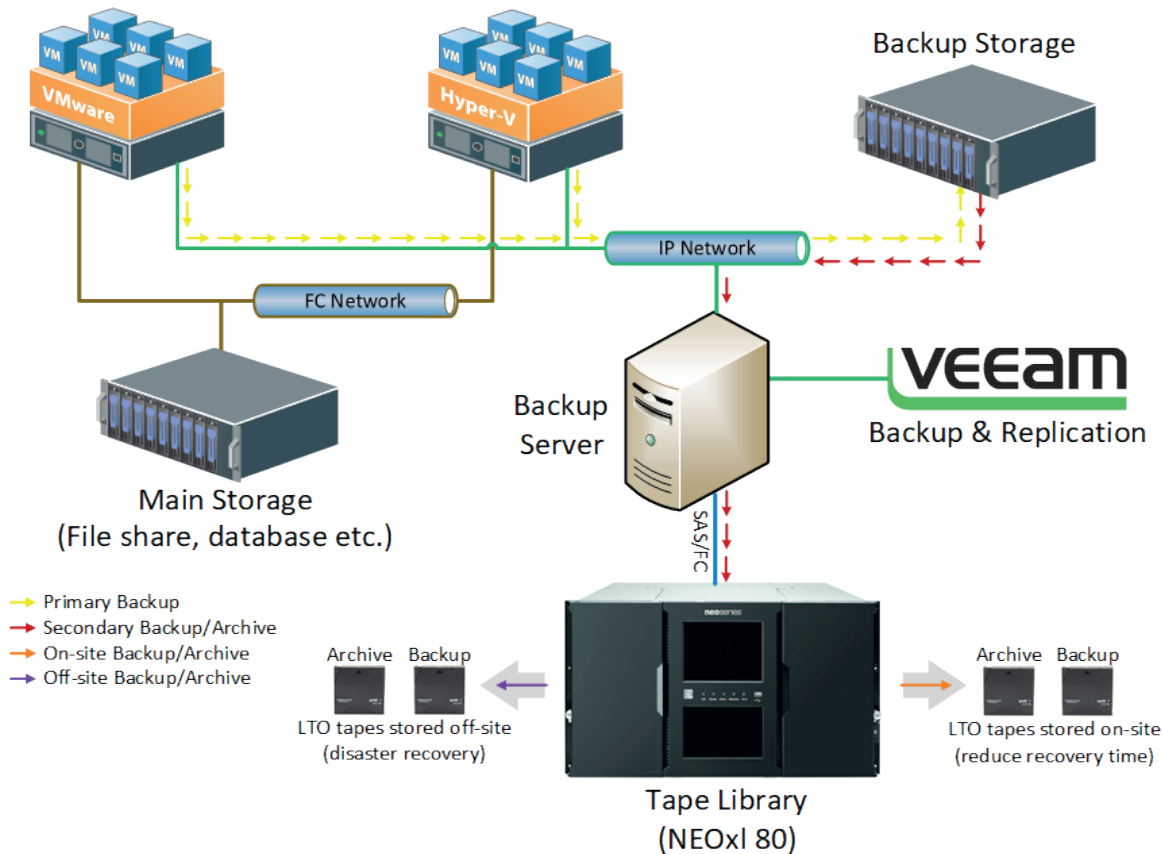 VM
VM
VM
VM
VM
VM
VMware
VM
VM
VM
VM
VM
VM
Hyper-V
Backup Storage
IP Network
FC Network
Backup
Server
veeam
Backup & Replication
Main Storage
(File share, database etc.)
SAS/FC
Primary Backup
Secondary Backup/Archive
On-site Backup/Archive
Off-site Backup/Archive
Archive Backup
LTO tapes stored off-site
(disaster recovery)
neoseries
Archive Backup
LTO tapes stored on-site
(reduce recovery time)
Tape Library
(NEOxl 80)